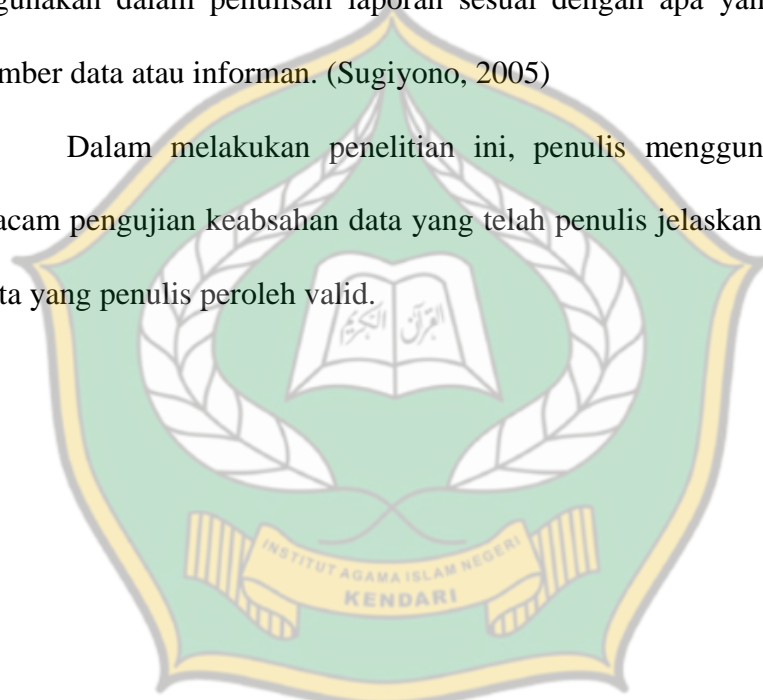 gunakan dalam penulisan laporan sesuai dengan apa yan
mber data atau informan. (Sugiyono, 2005)
Dalam melakukan penelitian ini, penulis menggun
acam pengujian keabsahan data yang telah penulis jelaskan
ta yang penulis peroleh valid.
القرآن الكريم
INSTITUT AGAMA ISLAM NEGERI
KENDARI